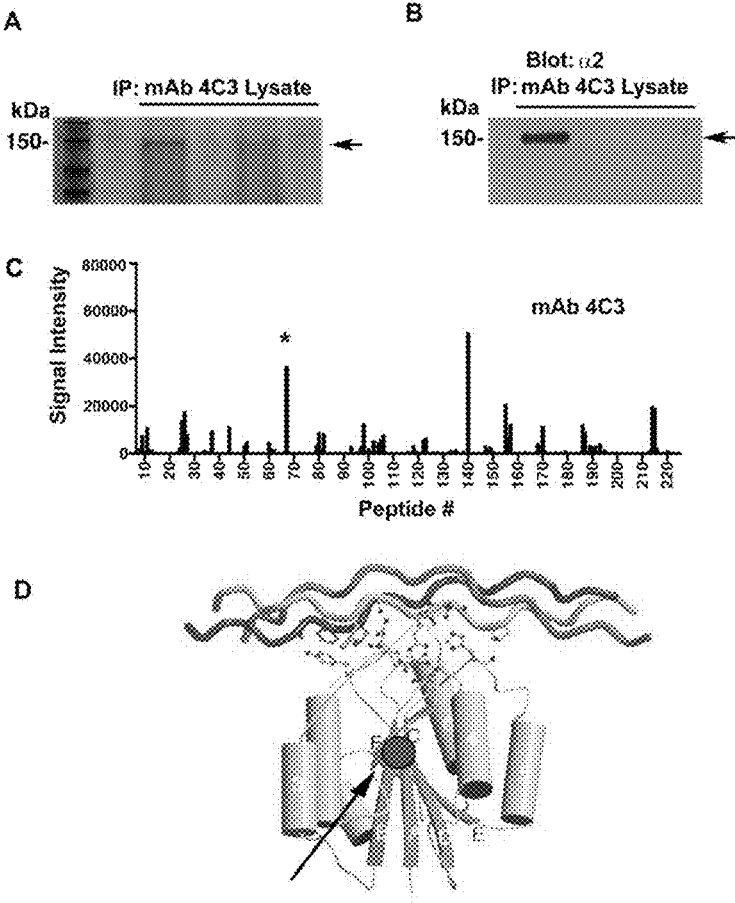 A
IP: mAb 4C3 Lysate
kDa
150-
B
Blot: α2
IP: mAb 4C3 Lysate
kDa
150-
C
Signal Intensity
80000
60000
40000
20000
0
*
mAb 4C3
10 20 30 40 50 60 70 80 90 100 110 120 130 140 150 160 170 180 190 200 210 220
Peptide #
D
C
E